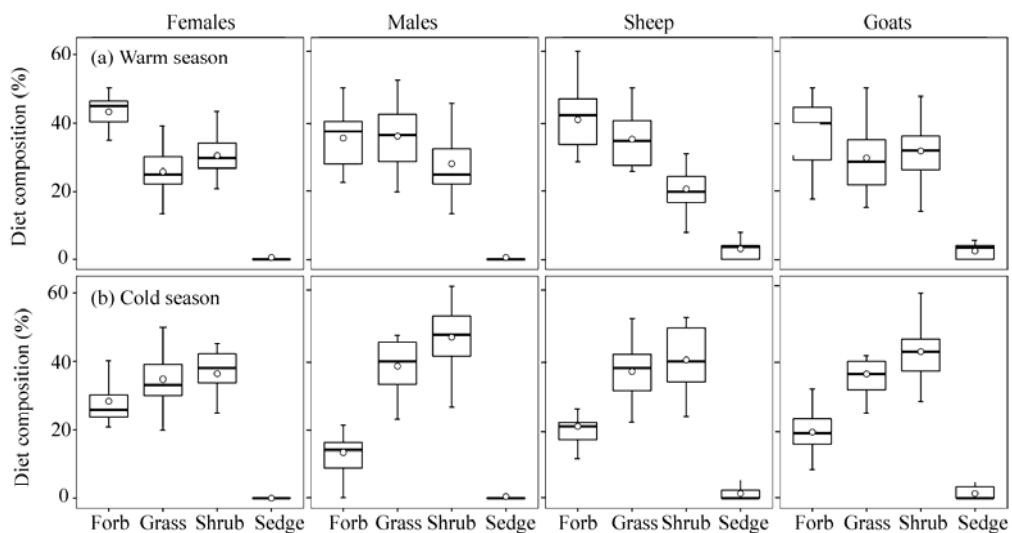 Females Males Sheep Goats
(a) Warm season
Diet composition (%)
60
40
20
0
(b) Cold season
Diet composition (%)
60
40
20
0
Forb Grass Shrub Sedge Forb Grass Shrub Sedge Forb Grass Shrub Sedge Forb Grass Shrub Sedge